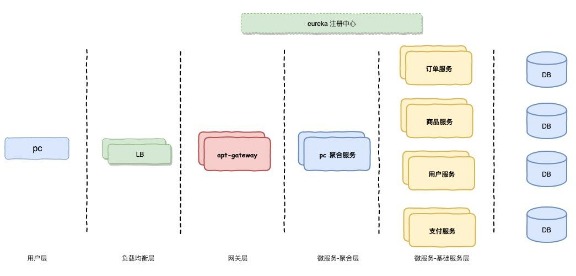 eureka 注册中心
订单服务
DB
商品服务
DB
pc
LB
apt-gateway
pc 聚合服务
用户服务
DB
支付服务
DB
用户层
负载均衡层
网关层
微服务-聚合层
微服务-基础服务层